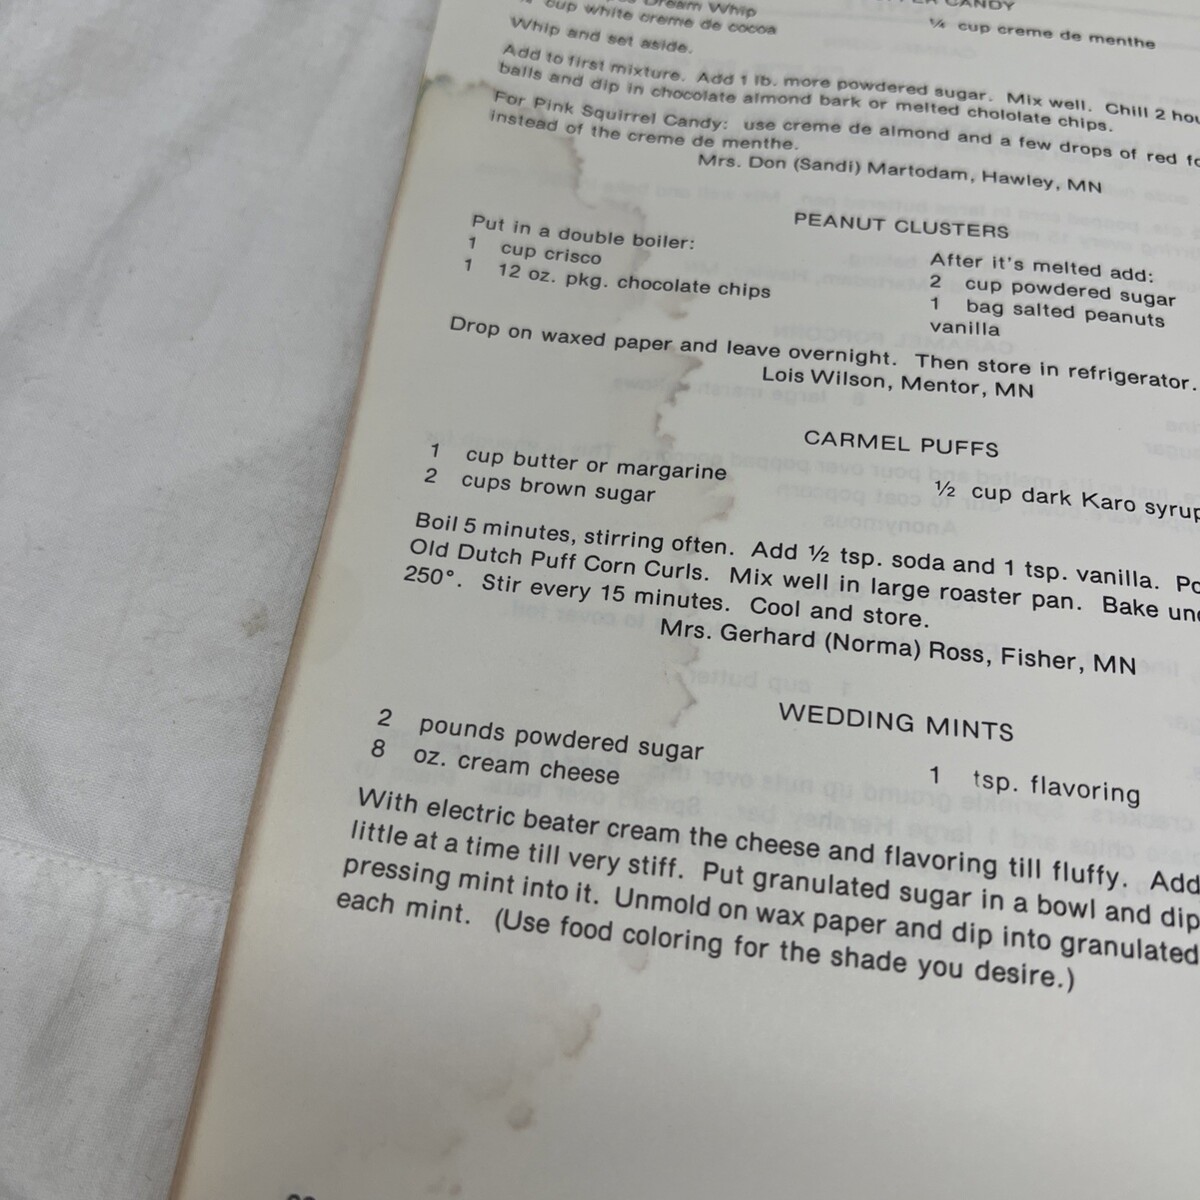 CANDY
Dream Whip
cup white creme de cocoa
¼ cup creme de menthe
Whip and set aside.
Add to first mixture. Add 1 lb. more powdered sugar. Mix well. Chill 2 hou
balls and dip in chocolate almond bark or melted chololate chips.
For Pink Squirrel Candy: use creme de almond and a few drops of red fo
instead of the creme de menthe.
Mrs. Don (Sandi) Martodam, Hawley, MN
PEANUT CLUSTERS
Put in a double boiler:
1 cup crisco
1 12 oz. pkg. chocolate chips
After it's melted add:
2 cup powdered sugar
1 bag salted peanuts
vanilla
Drop on waxed paper and leave overnight. Then store in refrigerator.
Lois Wilson, Mentor, MN
CARMEL PUFFS
1 cup butter or margarine
2 cups brown sugar
½ cup dark Karo syrup
Boil 5 minutes, stirring often. Add ½ tsp. soda and 1 tsp. vanilla. Po
Old Dutch Puff Corn Curls. Mix well in large roaster pan. Bake unc
250°. Stir every 15 minutes. Cool and store.
Mrs. Gerhard (Norma) Ross, Fisher, MN
WEDDING MINTS
2 pounds powdered sugar
8 oz. cream cheese
1 tsp. flavoring
With electric beater cream the cheese and flavoring till fluffy. Add
little at a time till very stiff. Put granulated sugar in a bowl and dip
pressing mint into it. Unmold on wax paper and dip into granulated
each mint. (Use food coloring for the shade you desire.)